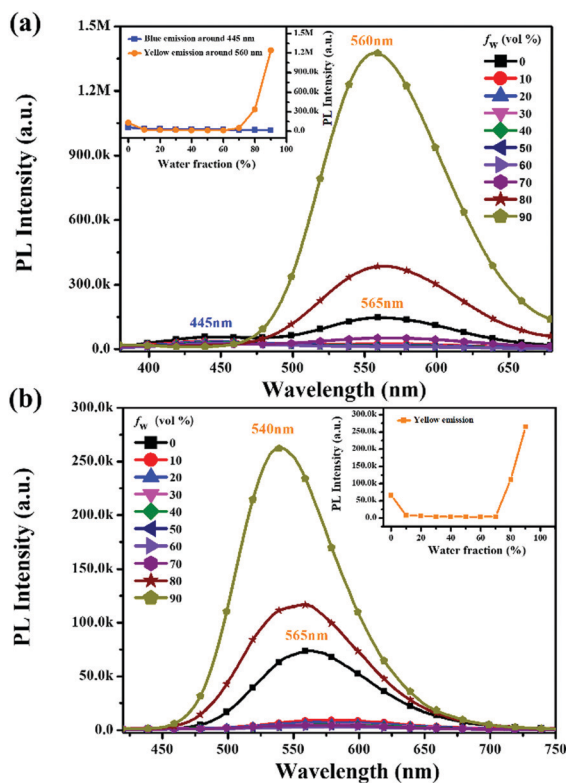 (a)
Blue emission around 445 nm
Yellow emission around 560 nm
1.5M
1.2M
900.0k
600.0k
300.0k
0.0
PL Intensity (a.u.)
0 20 40 60 80 100
Water fraction (%)
560nm
fw (vol %)
0
10
20
30
40
50
60
70
80
90
445nm
565nm
PL Intensity (a.u.)
1.5M
1.2M
900.0k
600.0k
300.0k
0.0
400 450 500 550 600 650
Wavelength (nm)
(b)
fw (vol %)
0
10
20
30
40
50
60
70
80
90
540nm
565nm
Yellow emission
PL Intensity (a.u.)
300.0k
250.0k
200.0k
150.0k
100.0k
50.0k
0.0
0 20 40 60 80 100
Water fraction (%)
PL Intensity (a.u.)
300.0k
250.0k
200.0k
150.0k
100.0k
50.0k
0.0
450 500 550 600 650 700 750
Wavelength (nm)